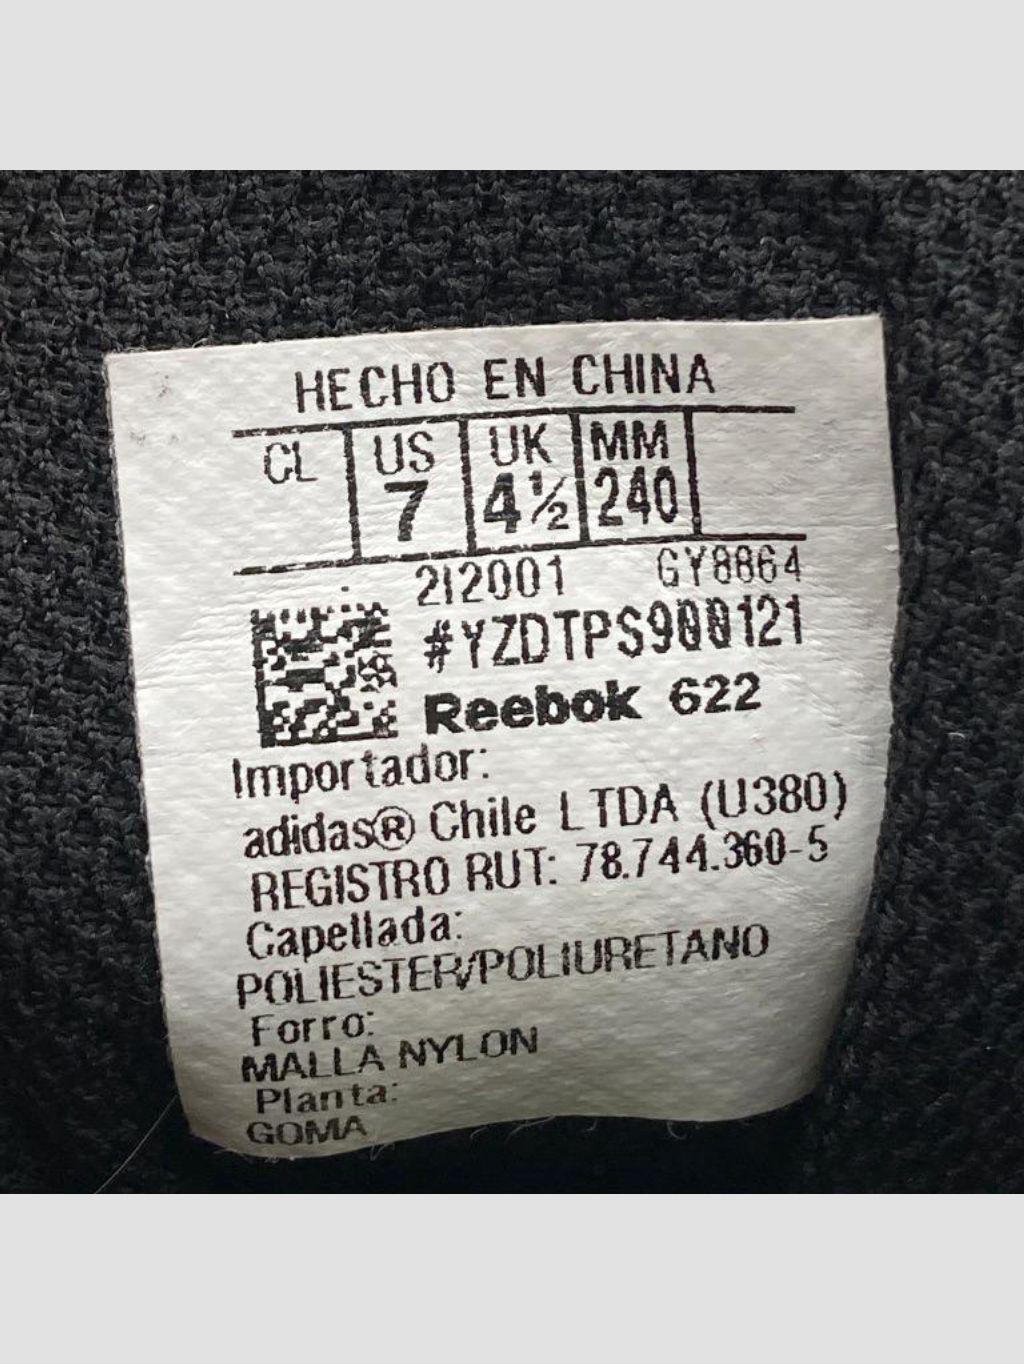 HECHO EN CHINA
CL US UK MM
7 4½ 240
212001 GY8864
#YZDTPS900121
Reebok 622
Importador:
adidas® Chile LTDA (U380)
REGISTRO RUT: 78.744.360-5
Capellada:
POLIESTER/POLIURETANO
Forro:
MALLA NYLON
Planta:
GOMA